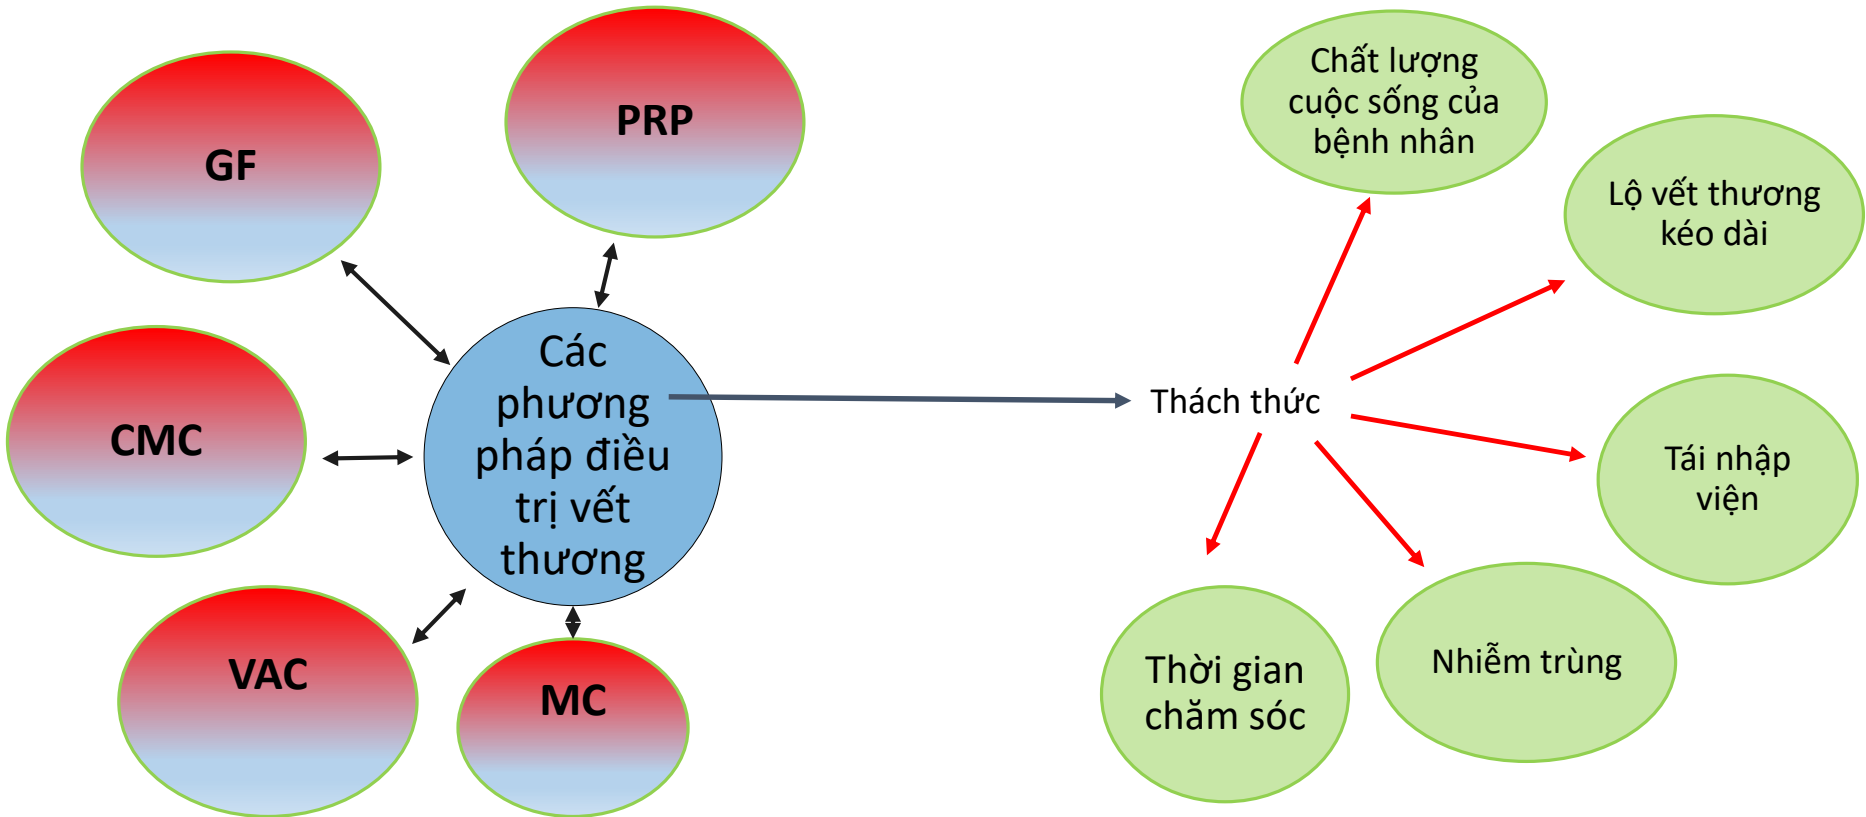 GF
PRP
CMC
VAC
MC
Các
phương
pháp điều
trị vết
thương
Thách thức
Chất lượng
cuộc sống của
bệnh nhân
Lộ vết thương
kéo dài
Tái nhập
viện
Nhiễm trùng
Thời gian
chăm sóc